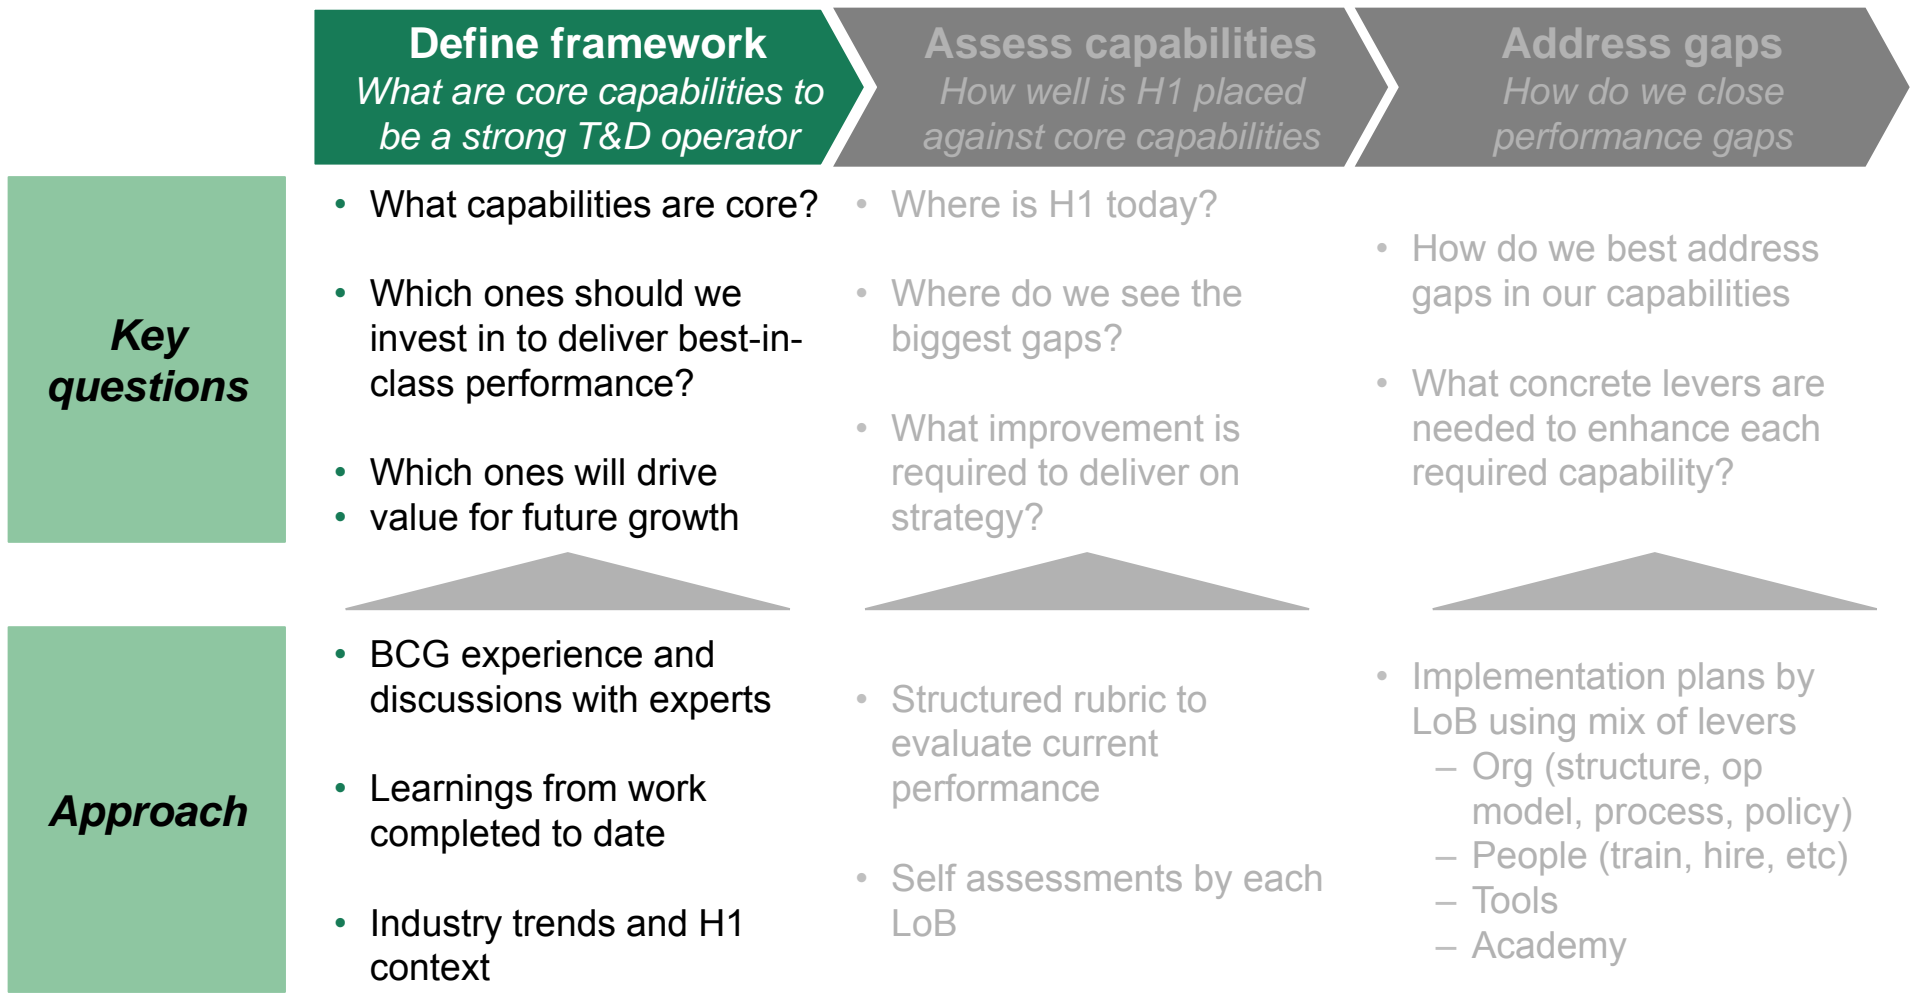 Define framework
What are core capabilities to
be a strong T&D operator
Assess capabilities
How well is H1 placed
against core capabilities
Address gaps
How do we close
performance gaps
Key
questions
• What capabilities are core?
• Which ones should we
invest in to deliver best-in-
class performance?
• Which ones will drive
• value for future growth
• Where is H1 today?
• Where do we see the
biggest gaps?
• What improvement is
required to deliver on
strategy?
• How do we best address
gaps in our capabilities
• What concrete levers are
needed to enhance each
required capability?
Approach
• BCG experience and
discussions with experts
• Learnings from work
completed to date
• Industry trends and H1
context
• Structured rubric to
evaluate current
performance
• Self assessments by each
LoB
• Implementation plans by
LoB using mix of levers
– Org (structure, op
model, process, policy)
– People (train, hire, etc)
– Tools
– Academy